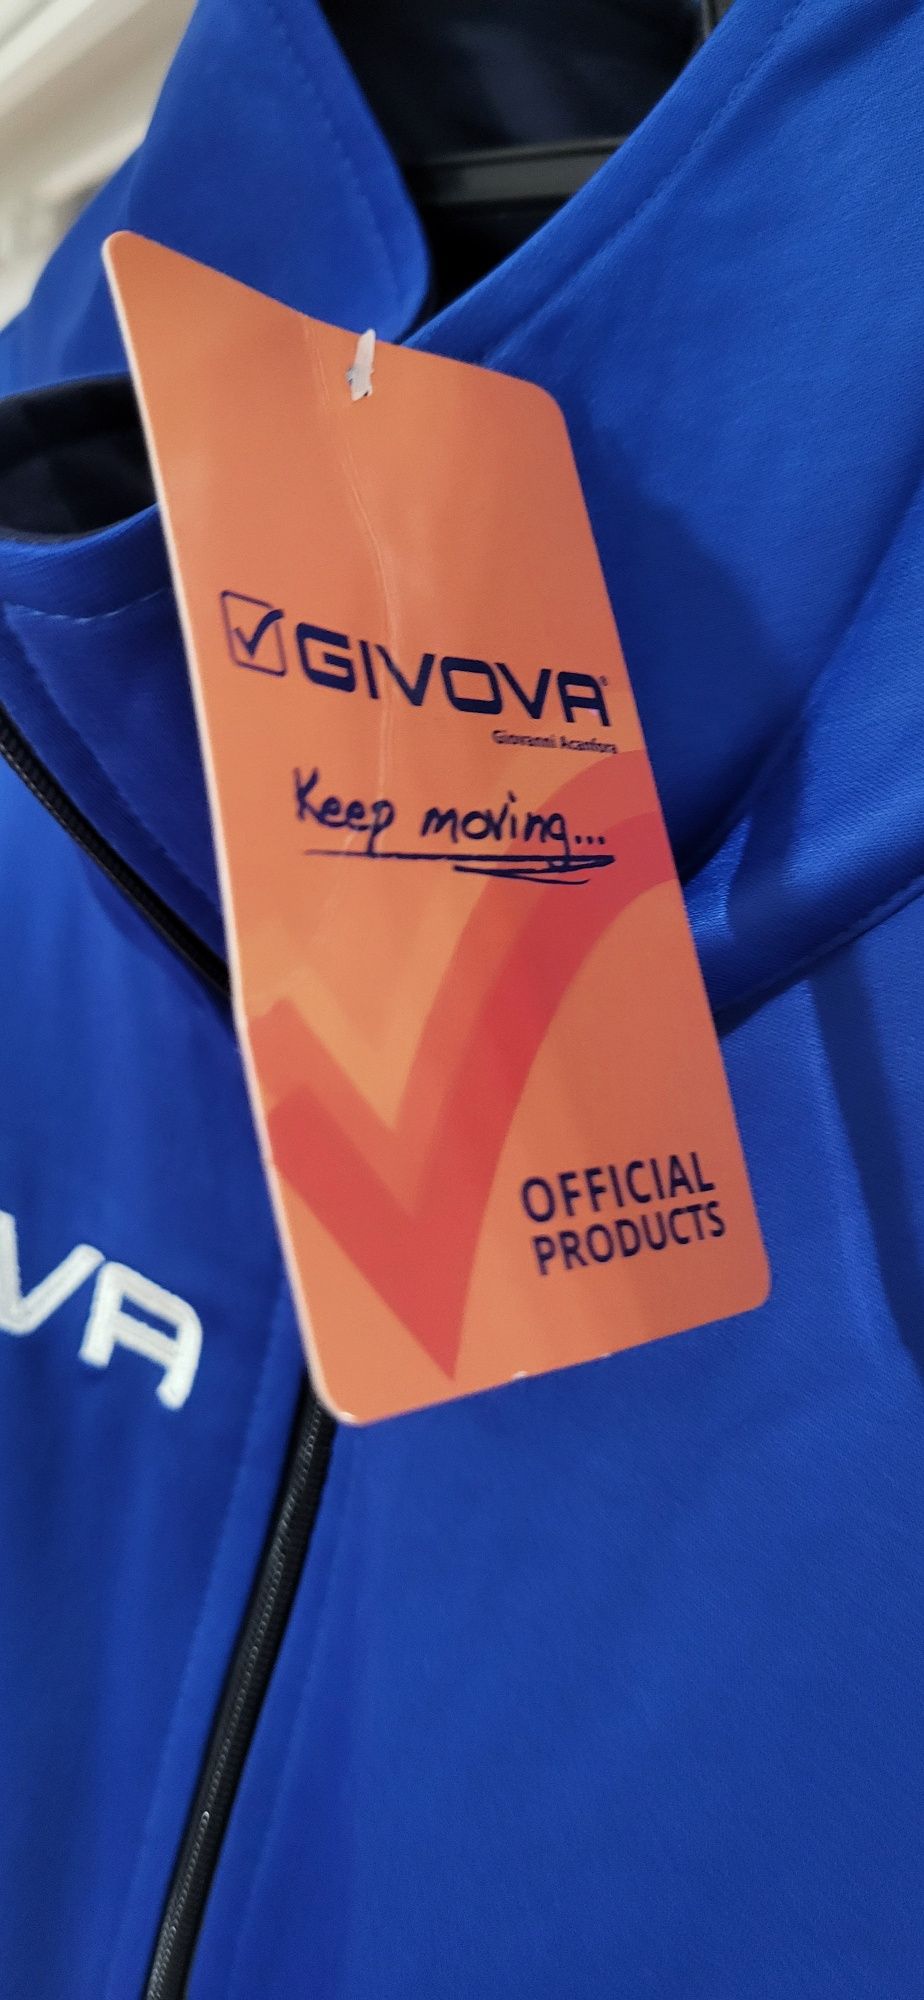 GIVOVA®
Giovanni Acanfora
Keep moving...
OFFICIAL
PRODUCTS
VA